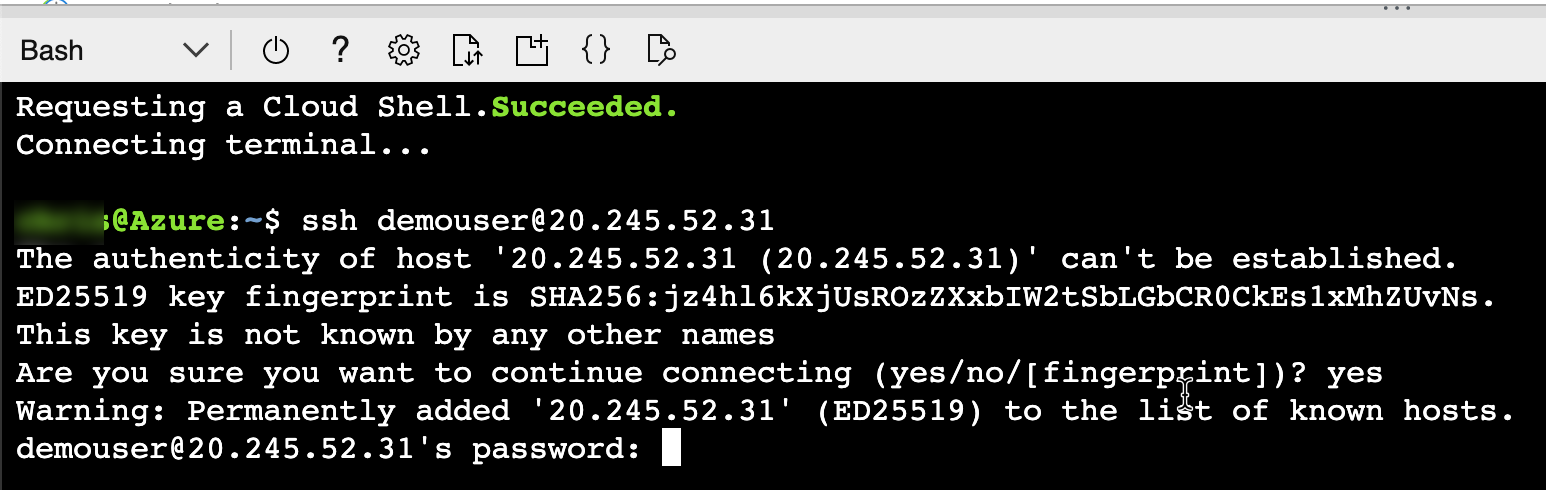 Bash
Requesting a Cloud Shell.Succeeded.
Connecting terminal...
@Azure:~$ ssh demouser@20.245.52.31
The authenticity of host '20.245.52.31 (20.245.52.31)' can't be established.
ED25519 key fingerprint is SHA256:jz4hl6kXjUsROzZXxbIW2tSbLGbCR0CkEs1xMhZUvNs.
This key is not known by any other names
Are you sure you want to continue connecting (yes/no/[fingerprint])? yes
Warning: Permanently added '20.245.52.31' (ED25519) to the list of known hosts.
demouser@20.245.52.31's password: